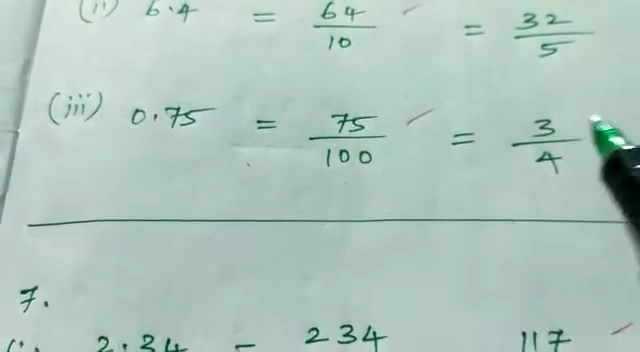 (ii) 6.4 = 64/10 = 32/5
(iii) 0.75 = 75/100 = 3/4
7.
2.34 = 234 117